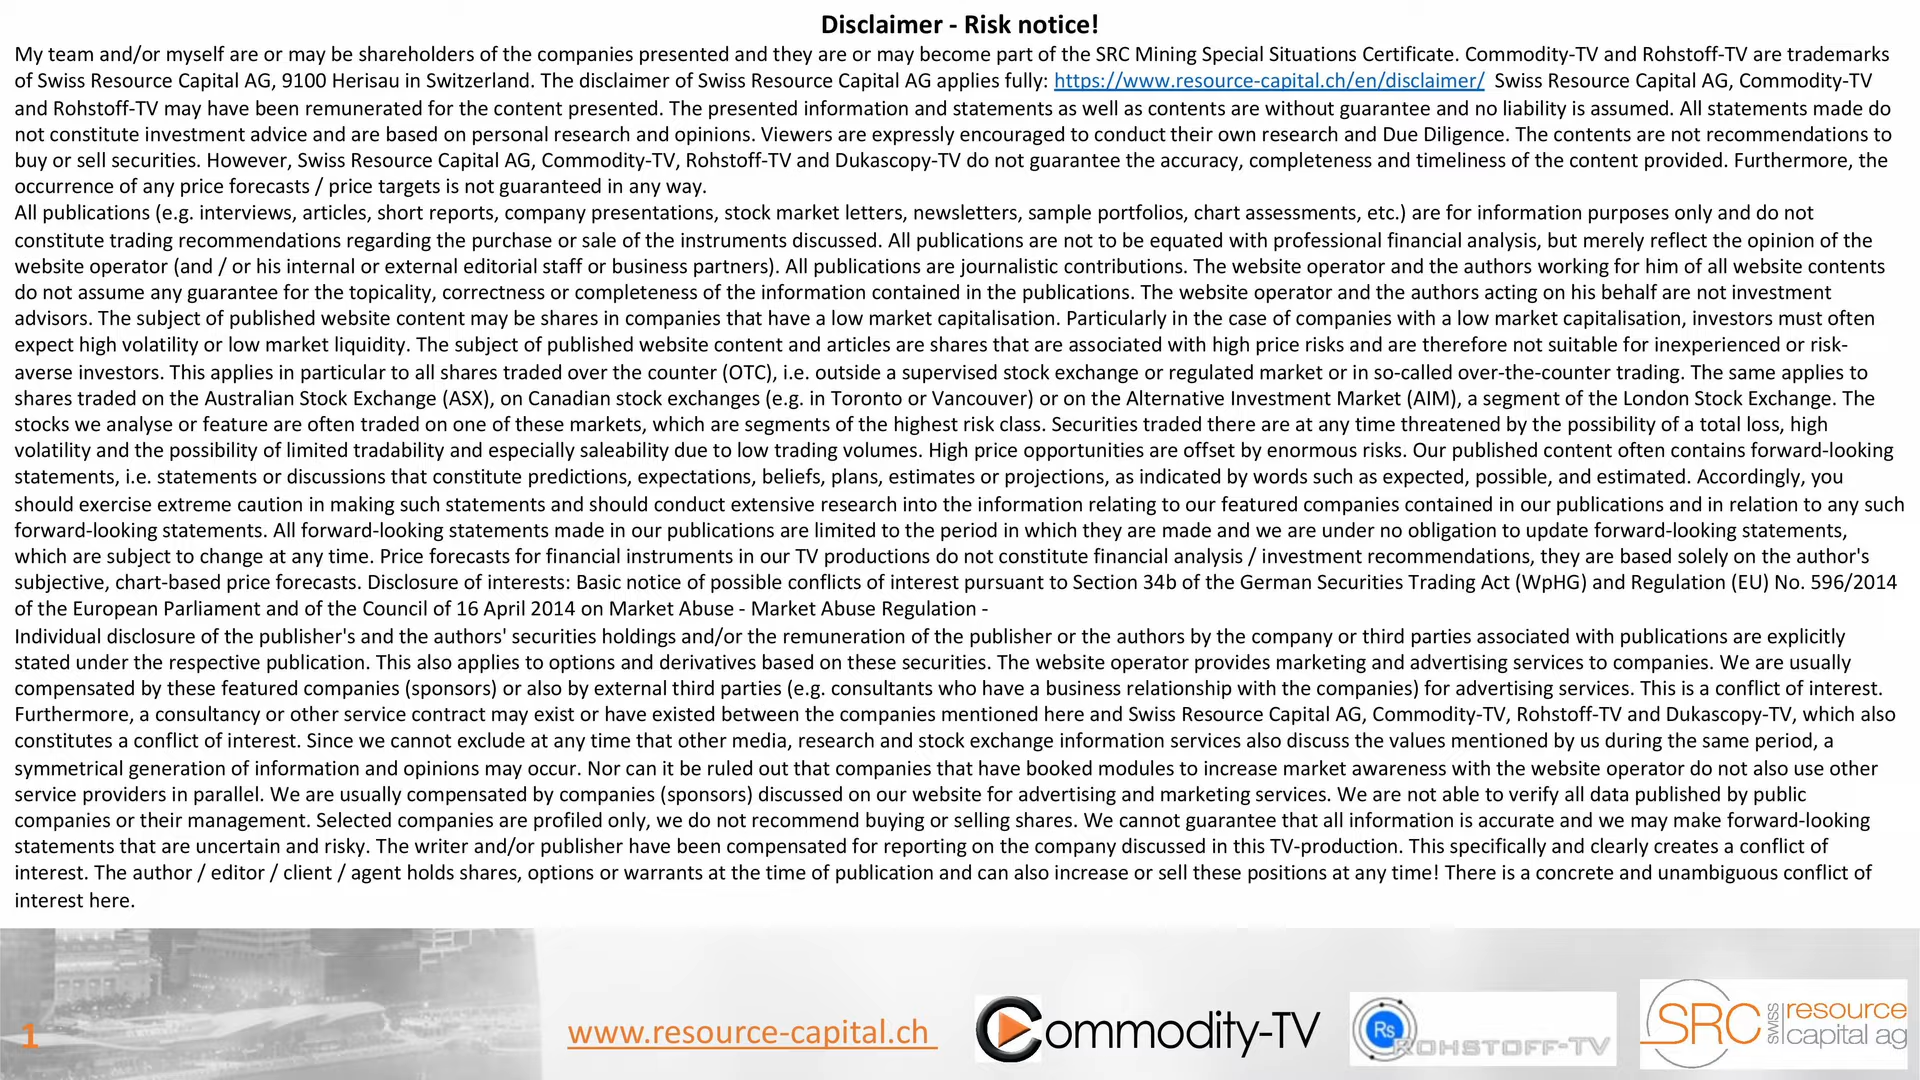 Disclaimer - Risk notice!
My team and/or myself are or may be shareholders of the companies presented and they are or may become part of the SRC Mining Special Situations Certificate. Commodity-TV and Rohstoff-TV are trademarks
of Swiss Resource Capital AG, 9100 Herisau in Switzerland. The disclaimer of Swiss Resource Capital AG applies fully: https://www.resource-capital.ch/en/disclaimer/ Swiss Resource Capital AG, Commodity-TV
and Rohstoff-TV may have been remunerated for the content presented. The presented information and statements as well as contents are without guarantee and no liability is assumed. All statements made do
not constitute investment advice and are based on personal research and opinions. Viewers are expressly encouraged to conduct their own research and Due Diligence. The contents are not recommendations to
buy or sell securities. However, Swiss Resource Capital AG, Commodity-TV, Rohstoff-TV and Dukascopy-TV do not guarantee the accuracy, completeness and timeliness of the content provided. Furthermore, the
occurrence of any price forecasts / price targets is not guaranteed in any way.
All publications (e.g. interviews, articles, short reports, company presentations, stock market letters, newsletters, sample portfolios, chart assessments, etc.) are for information purposes only and do not
constitute trading recommendations regarding the purchase or sale of the instruments discussed. All publications are not to be equated with professional financial analysis, but merely reflect the opinion of the
website operator (and / or his internal or external editorial staff or business partners). All publications are journalistic contributions. The website operator and the authors working for him of all website contents
do not assume any guarantee for the topicality, correctness or completeness of the information contained in the publications. The website operator and the authors acting on his behalf are not investment
advisors. The subject of published website content may be shares in companies that have a low market capitalisation. Particularly in the case of companies with a low market capitalisation, investors must often
expect high volatility or low market liquidity. The subject of published website content and articles are shares that are associated with high price risks and are therefore not suitable for inexperienced or risk-
averse investors. This applies in particular to all shares traded over the counter (OTC), i.e. outside a supervised stock exchange or regulated market or in so-called over-the-counter trading. The same applies to
shares traded on the Australian Stock Exchange (ASX), on Canadian stock exchanges (e.g. in Toronto or Vancouver) or on the Alternative Investment Market (AIM), a segment of the London Stock Exchange. The
stocks we analyse or feature are often traded on one of these markets, which are segments of the highest risk class. Securities traded there are at any time threatened by the possibility of a total loss, high
volatility and the possibility of limited tradability and especially saleability due to low trading volumes. High price opportunities are offset by enormous risks. Our published content often contains forward-looking
statements, i.e. statements or discussions that constitute predictions, expectations, beliefs, plans, estimates or projections, as indicated by words such as expected, possible, and estimated. Accordingly, you
should exercise extreme caution in making such statements and should conduct extensive research into the information relating to our featured companies contained in our publications and in relation to any such
forward-looking statements. All forward-looking statements made in our publications are limited to the period in which they are made and we are under no obligation to update forward-looking statements,
which are subject to change at any time. Price forecasts for financial instruments in our TV productions do not constitute financial analysis / investment recommendations, they are based solely on the author's
subjective, chart-based price forecasts. Disclosure of interests: Basic notice of possible conflicts of interest pursuant to Section 34b of the German Securities Trading Act (WpHG) and Regulation (EU) No. 596/2014
of the European Parliament and of the Council of 16 April 2014 on Market Abuse - Market Abuse Regulation -
Individual disclosure of the publisher's and the authors' securities holdings and/or the remuneration of the publisher or the authors by the company or third parties associated with publications are explicitly
stated under the respective publication. This also applies to options and derivatives based on these securities. The website operator provides marketing and advertising services to companies. We are usually
compensated by these featured companies (sponsors) or also by external third parties (e.g. consultants who have a business relationship with the companies) for advertising services. This is a conflict of interest.
Furthermore, a consultancy or other service contract may exist or have existed between the companies mentioned here and Swiss Resource Capital AG, Commodity-TV, Rohstoff-TV and Dukascopy-TV, which also
constitutes a conflict of interest. Since we cannot exclude at any time that other media, research and stock exchange information services also discuss the values mentioned by us during the same period, a
symmetrical generation of information and opinions may occur. Nor can it be ruled out that companies that have booked modules to increase market awareness with the website operator do not also use other
service providers in parallel. We are usually compensated by companies (sponsors) discussed on our website for advertising and marketing services. We are not able to verify all data published by public
companies or their management. Selected companies are profiled only, we do not recommend buying or selling shares. We cannot guarantee that all information is accurate and we may make forward-looking
statements that are uncertain and risky. The writer and/or publisher have been compensated for reporting on the company discussed in this TV-production. This specifically and clearly creates a conflict of
interest. The author / editor / client / agent holds shares, options or warrants at the time of publication and can also increase or sell these positions at any time! There is a concrete and unambiguous conflict of
interest here.
1
www.resource-capital.ch
Commodity-TV
Rs
ROHSTOFF-TV
SRC
SWISS
resource
capital ag